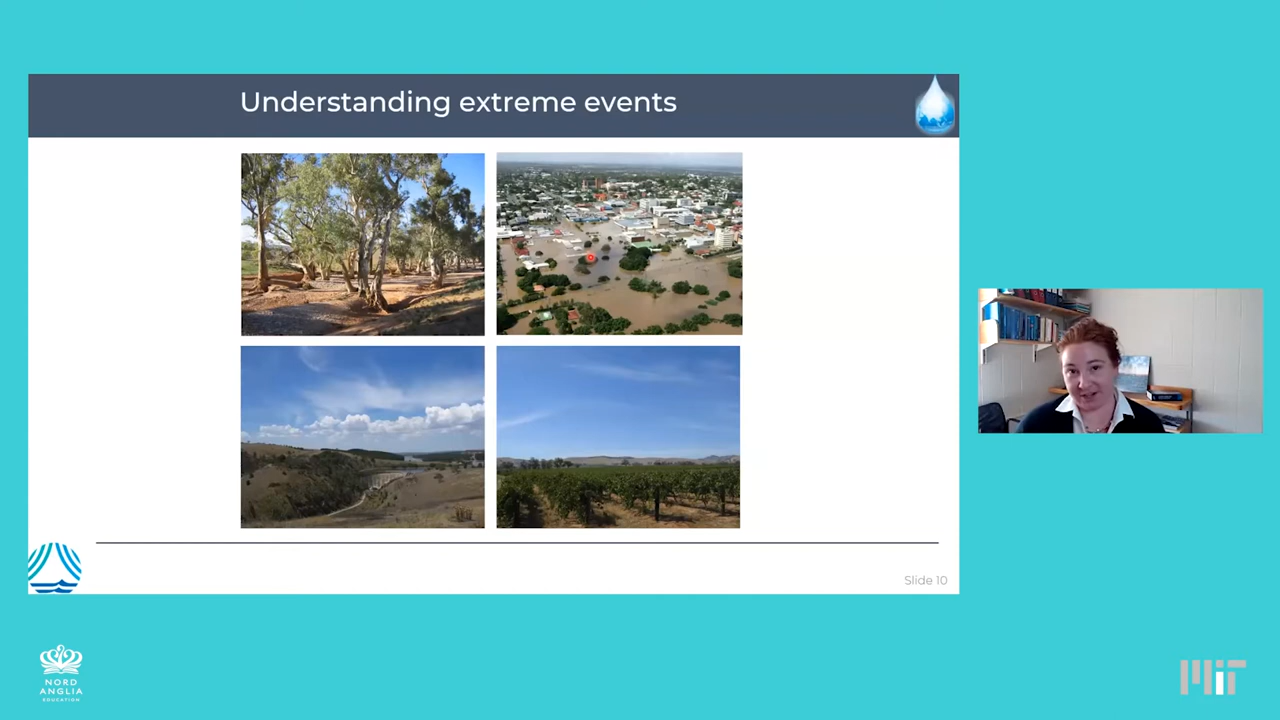 Understanding extreme events
Slide 10
NORD
ANGLIA
EDUCATION
MIT